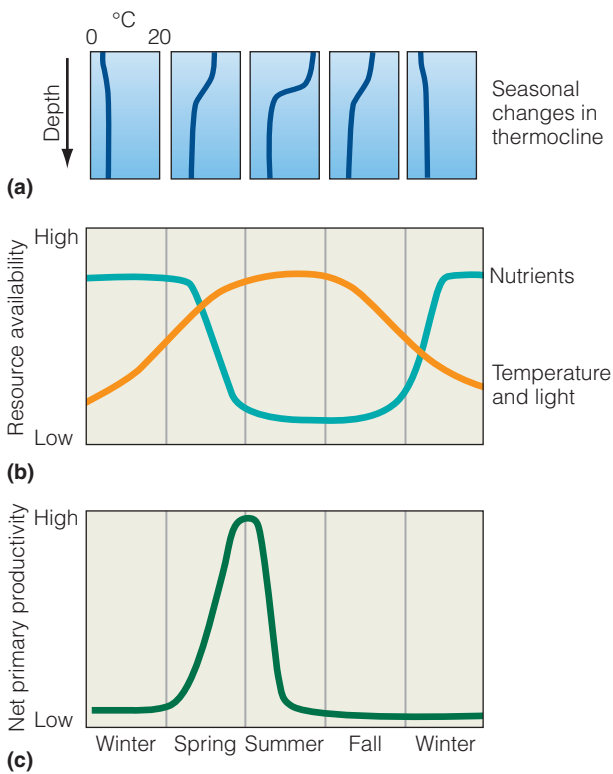 °C
0 20
Depth
Seasonal
changes in
thermocline
(a)
High
Resource availability
Nutrients
Temperature
and light
Low
(b)
High
Net primary productivity
Low
Winter Spring Summer Fall Winter
(c)